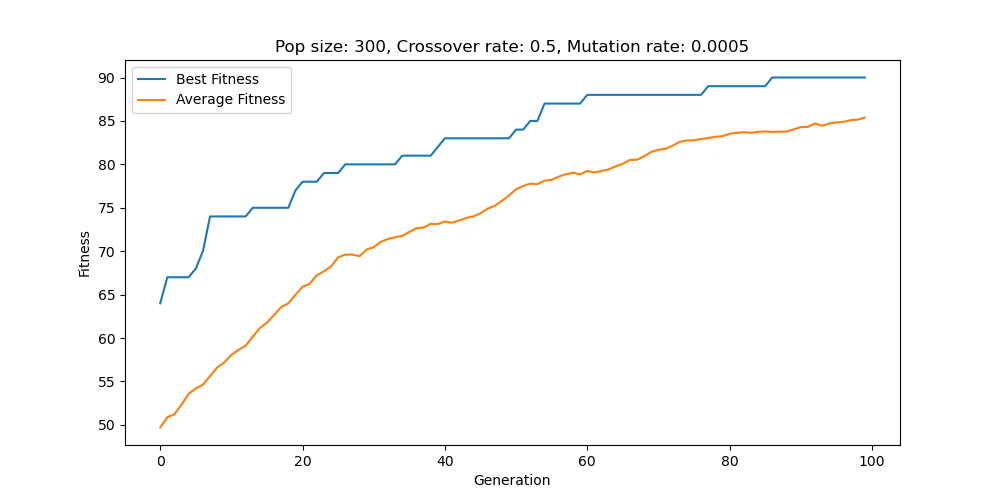 Pop size: 300, Crossover rate: 0.5, Mutation rate: 0.0005
Best Fitness
Average Fitness
90
85
80
75
70
65
60
55
50
Fitness
0 20 40 60 80 100
Generation